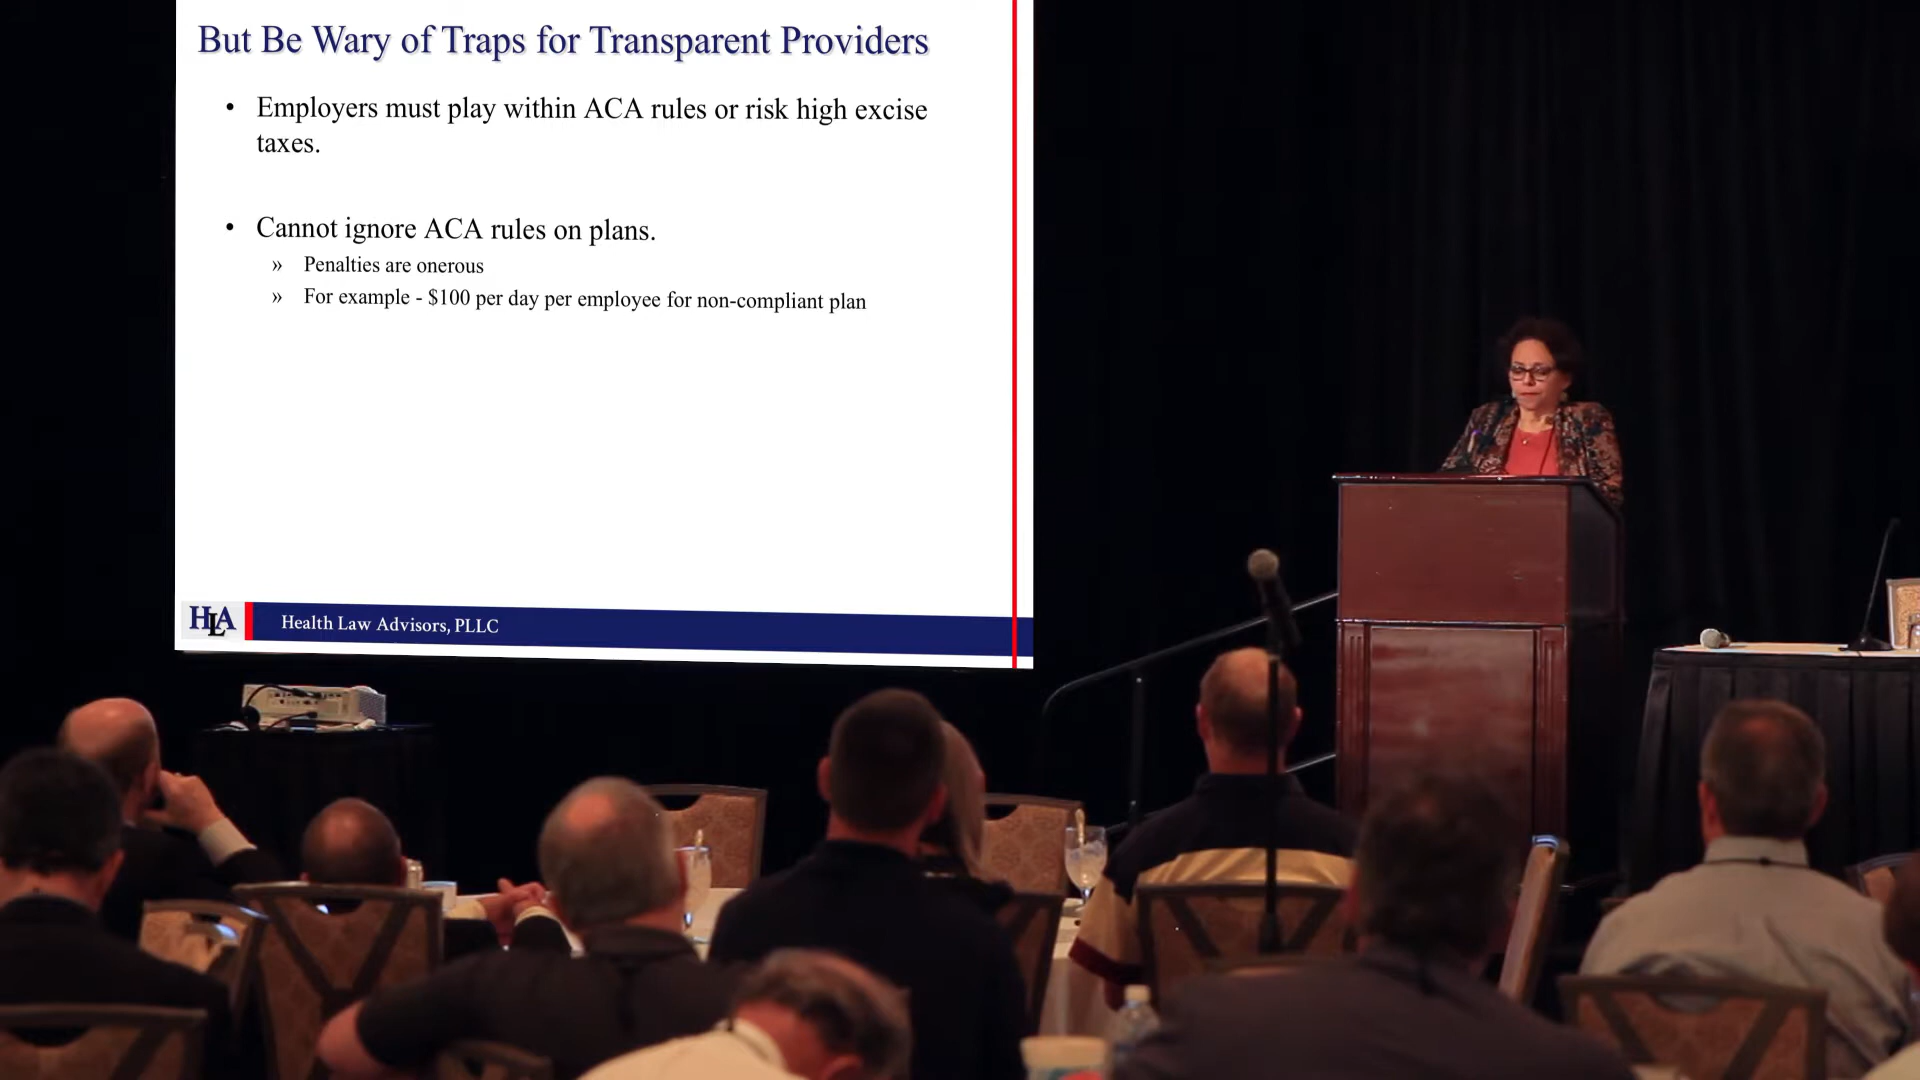 But Be Wary of Traps for Transparent Providers
• Employers must play within ACA rules or risk high excise
taxes.
• Cannot ignore ACA rules on plans.
» Penalties are onerous
» For example - $100 per day per employee for non-compliant plan
HLA
Health Law Advisors, PLLC